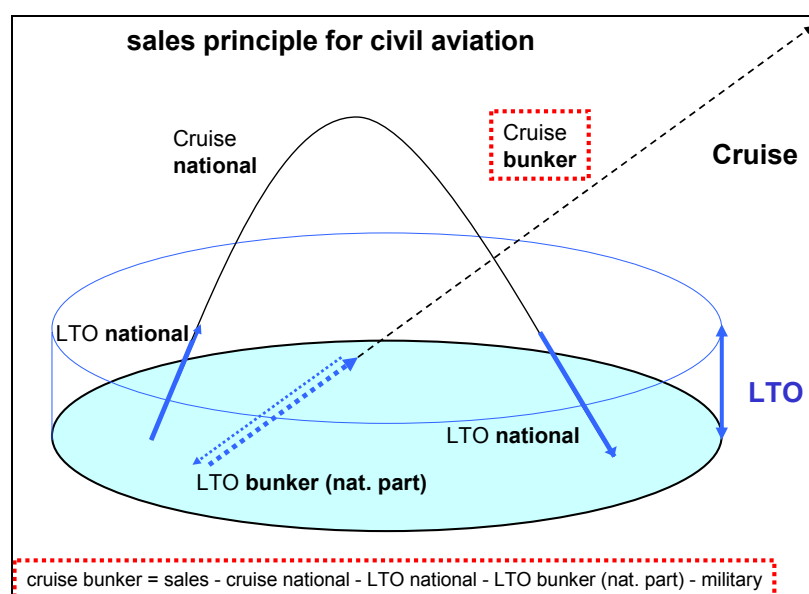 sales principle for civil aviation
Cruise
national
Cruise
bunker
Cruise
LTO national
LTO
LTO national
LTO bunker (nat. part)
cruise bunker = sales - cruise national - LTO national - LTO bunker (nat. part) - military